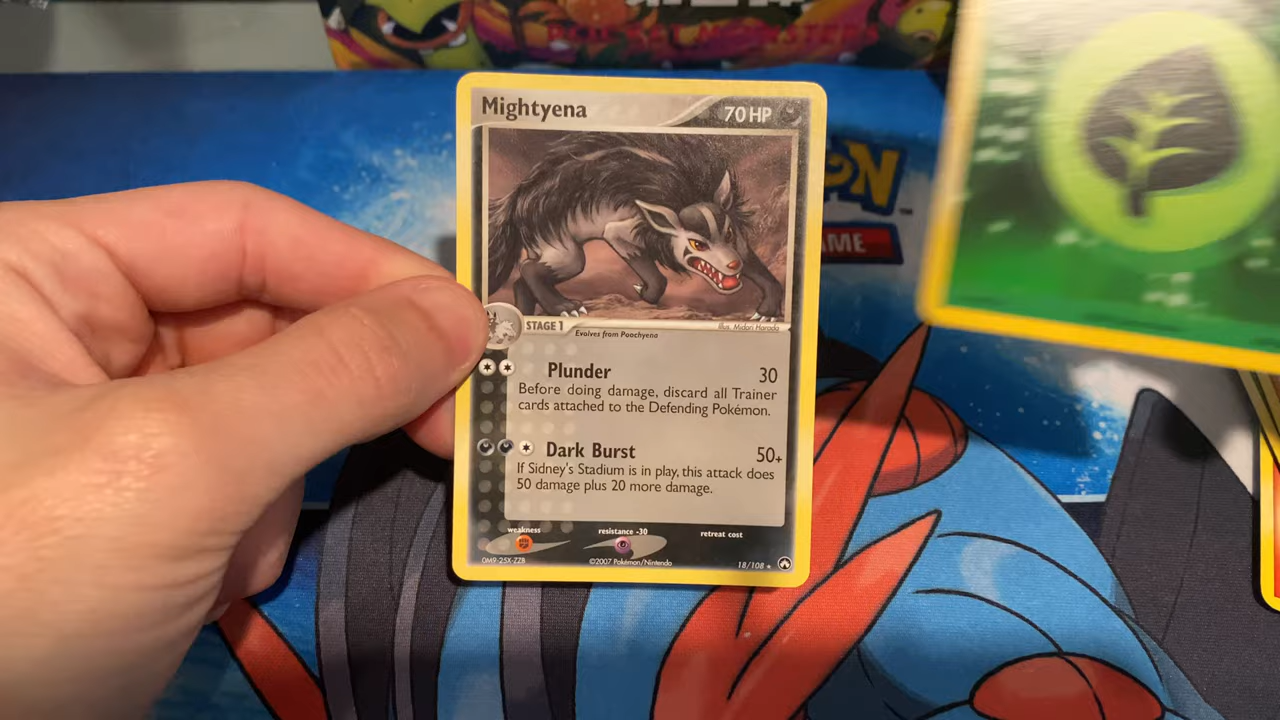 POCKET MONSTERS
Mightyena
70 HP
STAGE 1
Evolves from Poochyena
Illus. Midori Harada
Plunder 30
Before doing damage, discard all Trainer
cards attached to the Defending Pokémon.
Dark Burst 50+
If Sidney's Stadium is in play, this attack does
50 damage plus 20 more damage.
weakness
resistance -30
retreat cost
©2007 Pokémon/Nintendo
18/108 ★